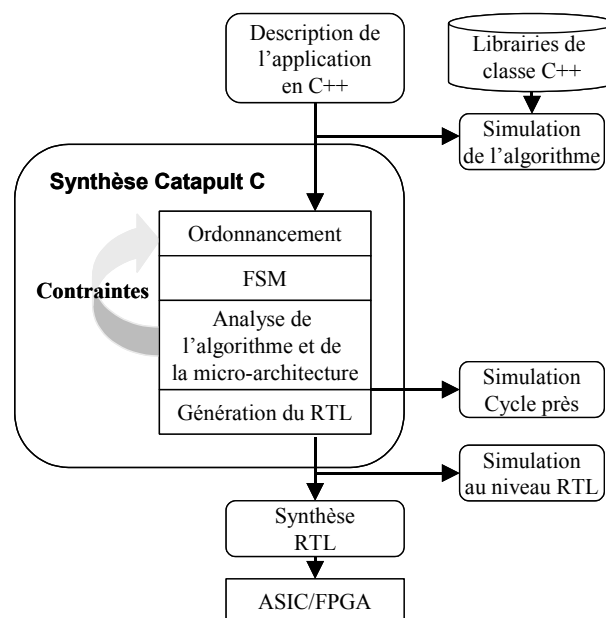 Description de
l'application
en C++
Librairies de
classe C++
Simulation
de l'algorithme
Synthèse Catapult C
Ordonnancement
Contraintes
FSM
Analyse de
l'algorithme et de
la micro-architecture
Génération du RTL
Simulation
Cycle près
Simulation
au niveau RTL
Synthèse
RTL
ASIC/FPGA